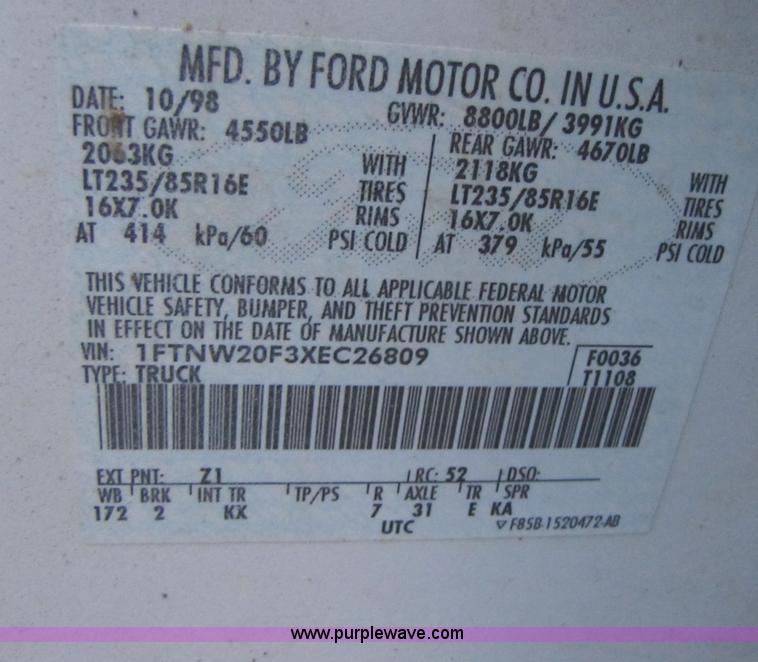 MFD. BY FORD MOTOR CO. IN U.S.A.
DATE: 10/98 GVWR: 8800LB/ 3991KG
FRONT GAWR: 4550LB REAR GAWR: 4670LB
2063KG WITH 2118KG WITH
LT235/85R16E TIRES LT235/85R16E TIRES
16X7.0K RIMS 16X7.0K RIMS
AT 414 kPa/60 PSI COLD AT 379 kPa/55 PSI COLD
THIS VEHICLE CONFORMS TO ALL APPLICABLE FEDERAL MOTOR
VEHICLE SAFETY, BUMPER, AND THEFT PREVENTION STANDARDS
IN EFFECT ON THE DATE OF MANUFACTURE SHOWN ABOVE.
VIN: 1FTNW20F3XEC26809 F0036
TYPE: TRUCK T1108
EXT PNT: Z1 RC: 52 DSO:
WB BRK INT TR TP/PS R AXLE TR SPR
172 2 KX 7 31 E KA
UTC ▽ F85B-1520472-AB
www.purplewave.com